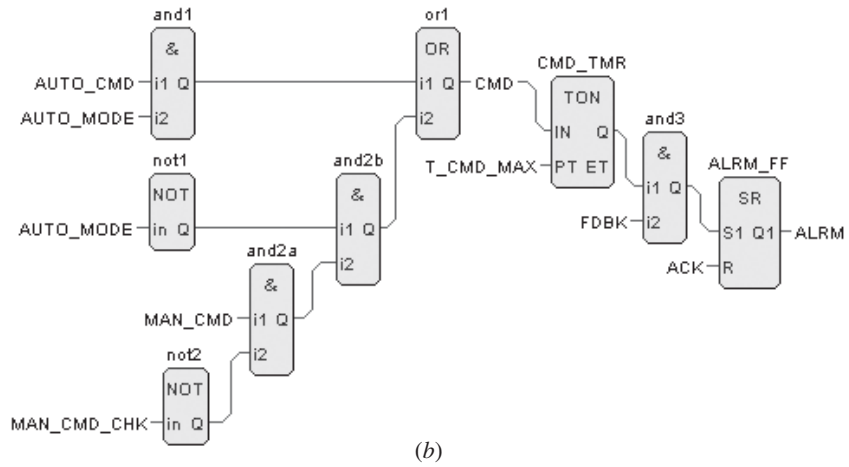 and1
&
AUTO_CMD i1 Q
AUTO_MODE i2
or1
OR
i1 Q CMD
i2
CMD_TMR
TON
IN Q
T_CMD_MAX PT ET
and3
&
i1 Q
FDBK i2
ALRM_FF
SR
S1 Q1 ALRM
ACK R
not1
NOT
AUTO_MODE in Q
and2b
&
i1 Q
i2
and2a
&
MAN_CMD i1 Q
i2
not2
NOT
MAN_CMD_CHK in Q
(b)